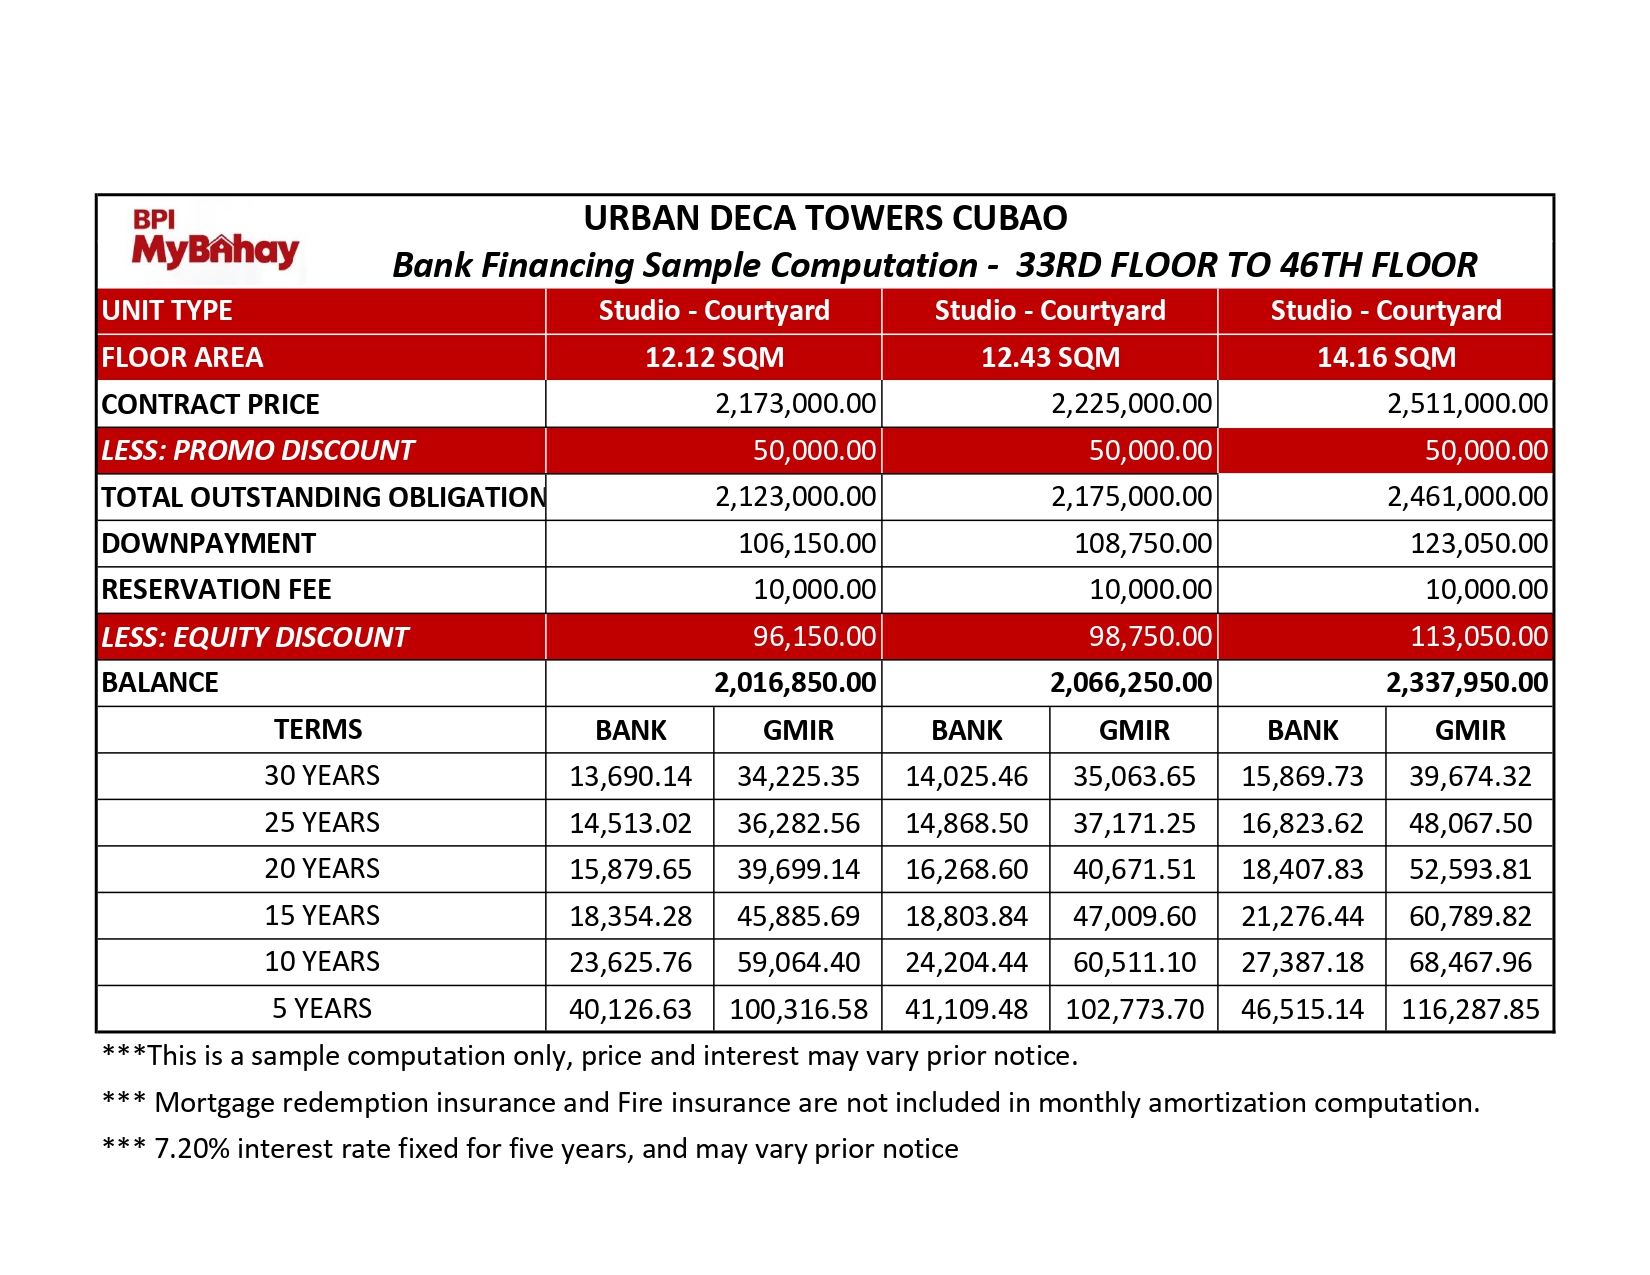 BPI
MyBahay
URBAN DECA TOWERS CUBAO
Bank Financing Sample Computation - 33RD FLOOR TO 46TH FLOOR
UNIT TYPE Studio - Courtyard Studio - Courtyard Studio - Courtyard
FLOOR AREA 12.12 SQM 12.43 SQM 14.16 SQM
CONTRACT PRICE 2,173,000.00 2,225,000.00 2,511,000.00
LESS: PROMO DISCOUNT 50,000.00 50,000.00 50,000.00
TOTAL OUTSTANDING OBLIGATION 2,123,000.00 2,175,000.00 2,461,000.00
DOWNPAYMENT 106,150.00 108,750.00 123,050.00
RESERVATION FEE 10,000.00 10,000.00 10,000.00
LESS: EQUITY DISCOUNT 96,150.00 98,750.00 113,050.00
BALANCE 2,016,850.00 2,066,250.00 2,337,950.00
TERMS BANK GMIR BANK GMIR BANK GMIR
30 YEARS 13,690.14 34,225.35 14,025.46 35,063.65 15,869.73 39,674.32
25 YEARS 14,513.02 36,282.56 14,868.50 37,171.25 16,823.62 48,067.50
20 YEARS 15,879.65 39,699.14 16,268.60 40,671.51 18,407.83 52,593.81
15 YEARS 18,354.28 45,885.69 18,803.84 47,009.60 21,276.44 60,789.82
10 YEARS 23,625.76 59,064.40 24,204.44 60,511.10 27,387.18 68,467.96
5 YEARS 40,126.63 100,316.58 41,109.48 102,773.70 46,515.14 116,287.85
***This is a sample computation only, price and interest may vary prior notice.
*** Mortgage redemption insurance and Fire insurance are not included in monthly amortization computation.
*** 7.20% interest rate fixed for five years, and may vary prior notice